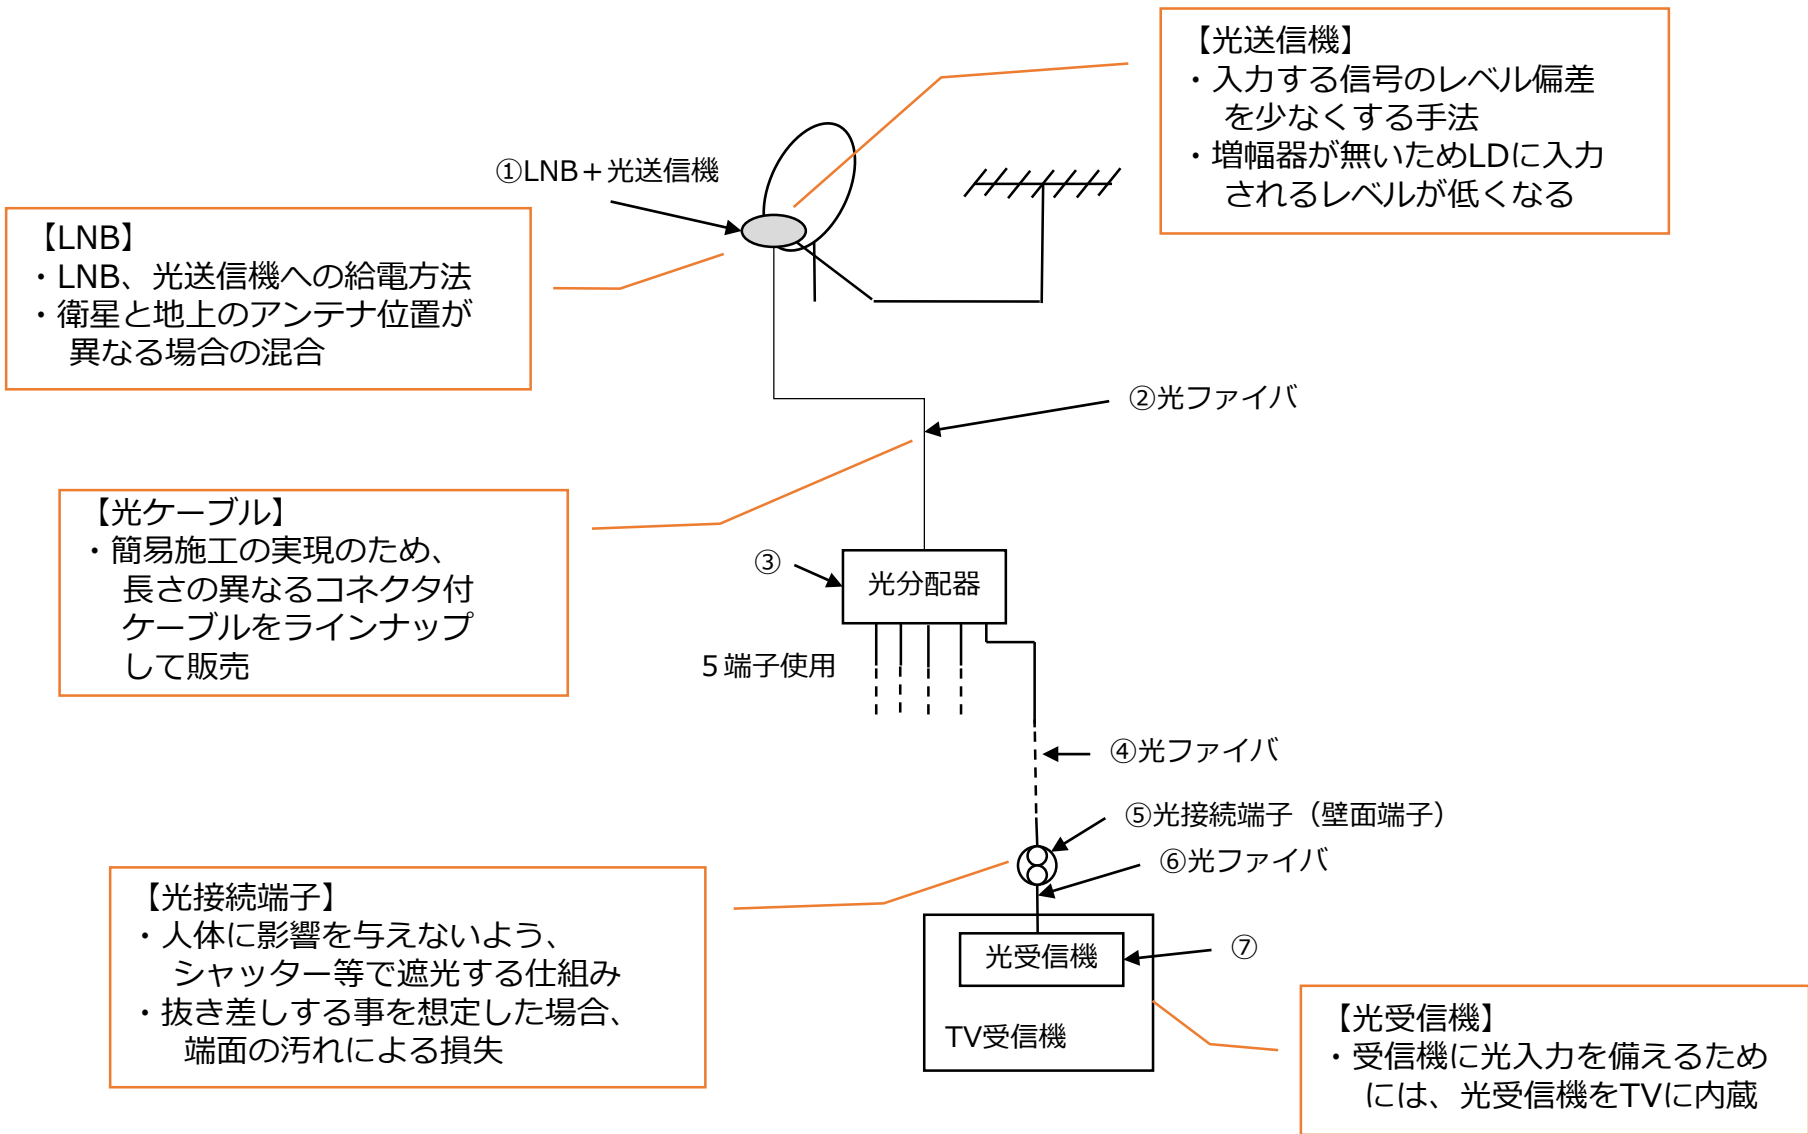 【光送信機】
・入力する信号のレベル偏差
を少なくする手法
・増幅器が無いためLDに入力
されるレベルが低くなる
①LNB＋光送信機
【LNB】
・LNB、光送信機への給電方法
・衛星と地上のアンテナ位置が
異なる場合の混合
②光ファイバ
【光ケーブル】
・簡易施工の実現のため、
長さの異なるコネクタ付
ケーブルをラインナップ
して販売
③
光分配器
５端子使用
④光ファイバ
⑤光接続端子（壁面端子）
⑥光ファイバ
【光接続端子】
・人体に影響を与えないよう、
シャッター等で遮光する仕組み
・抜き差しする事を想定した場合、
端面の汚れによる損失
光受信機
⑦
TV受信機
【光受信機】
・受信機に光入力を備えるため
には、光受信機をTVに内蔵